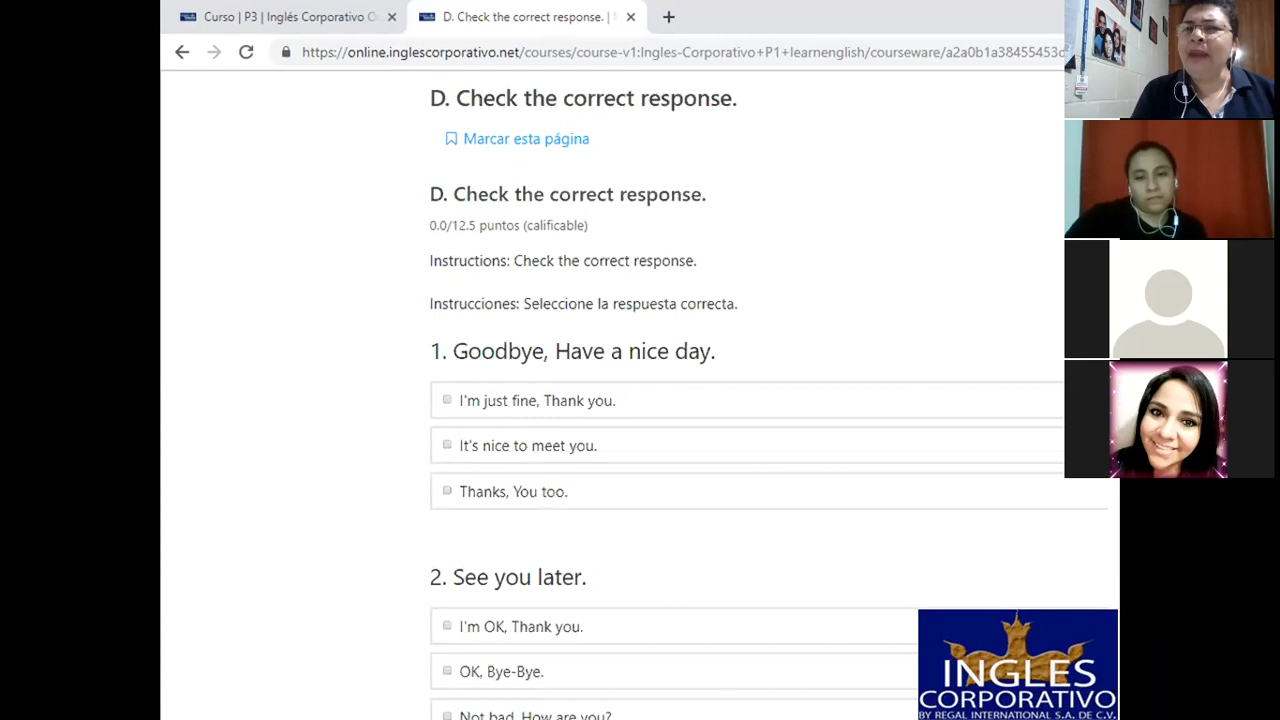 Curso | P3 | Inglés Corporativo O
D. Check the correct response. |
https://online.inglescorporativo.net/courses/course-v1:Ingles-Corporativo+P1+learnenglish/courseware/a2a0b1a38455453d
D. Check the correct response.
Marcar esta página
D. Check the correct response.
0.0/12.5 puntos (calificable)
Instructions: Check the correct response.
Instrucciones: Seleccione la respuesta correcta.
1. Goodbye, Have a nice day.
I'm just fine, Thank you.
It's nice to meet you.
Thanks, You too.
2. See you later.
I'm OK, Thank you.
OK, Bye-Bye.
Not bad, How are you?
INGLES
CORPORATIVO
BY REGAL INTERNATIONAL S.A. DE C.V.